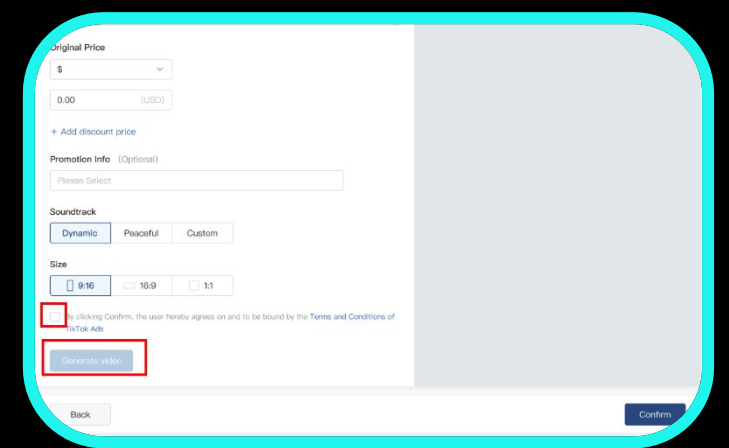 Original Price
$
0.00 (USD)
+ Add discount price
Promotion Info (Optional)
Please Select
Soundtrack
Dynamic Peaceful Custom
Size
9:16 16:9 1:1
By clicking Confirm, the user hereby agrees on and to be bound by the Terms and Conditions of
TikTok Ads
Generate video
Back Confirm